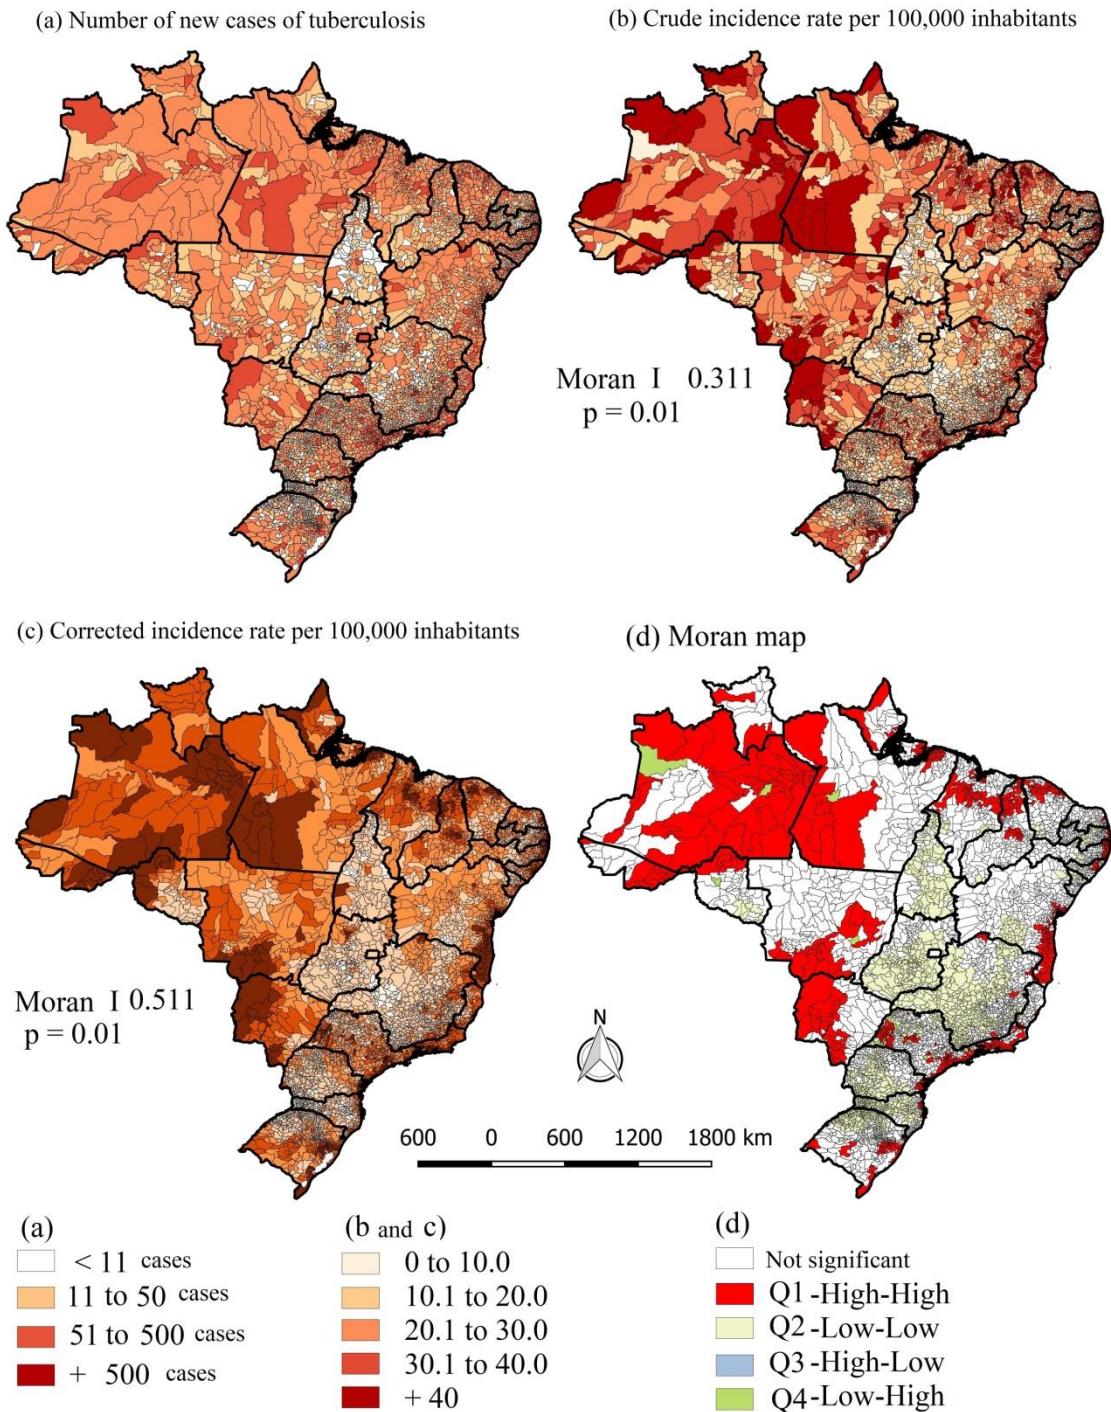 (a) Number of new cases of tuberculosis
(b) Crude incidence rate per 100,000 inhabitants
Moran I 0.311
p = 0.01
(c) Corrected incidence rate per 100,000 inhabitants
(d) Moran map
Moran I 0.511
p = 0.01
N
600 0 600 1200 1800 km
(a)
< 11 cases
11 to 50 cases
51 to 500 cases
+ 500 cases
(b and c)
0 to 10.0
10.1 to 20.0
20.1 to 30.0
30.1 to 40.0
+ 40
(d)
Not significant
Q1 -High-High
Q2 -Low-Low
Q3 -High-Low
Q4 -Low-High